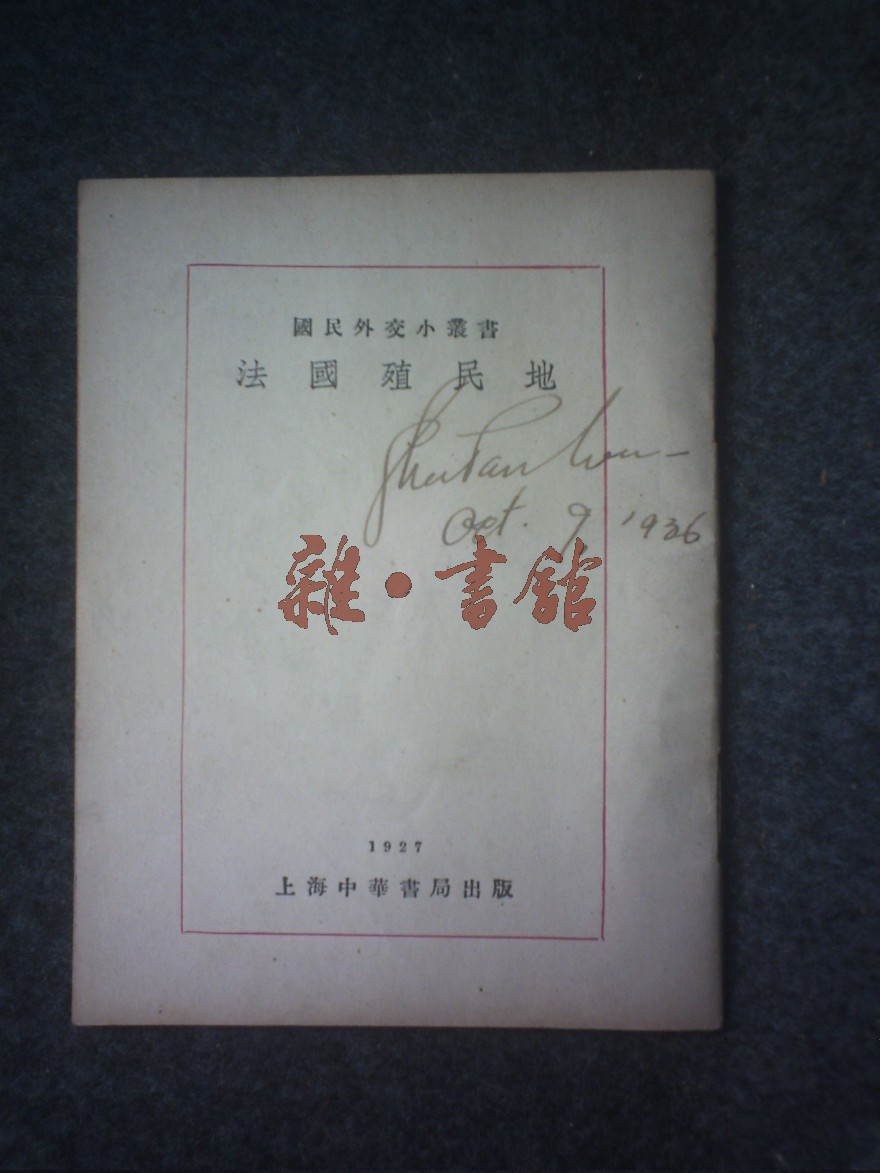 國民外交小叢書
法國殖民地
Oct. 9, 1936
雜·書館
1927
上海中華書局出版